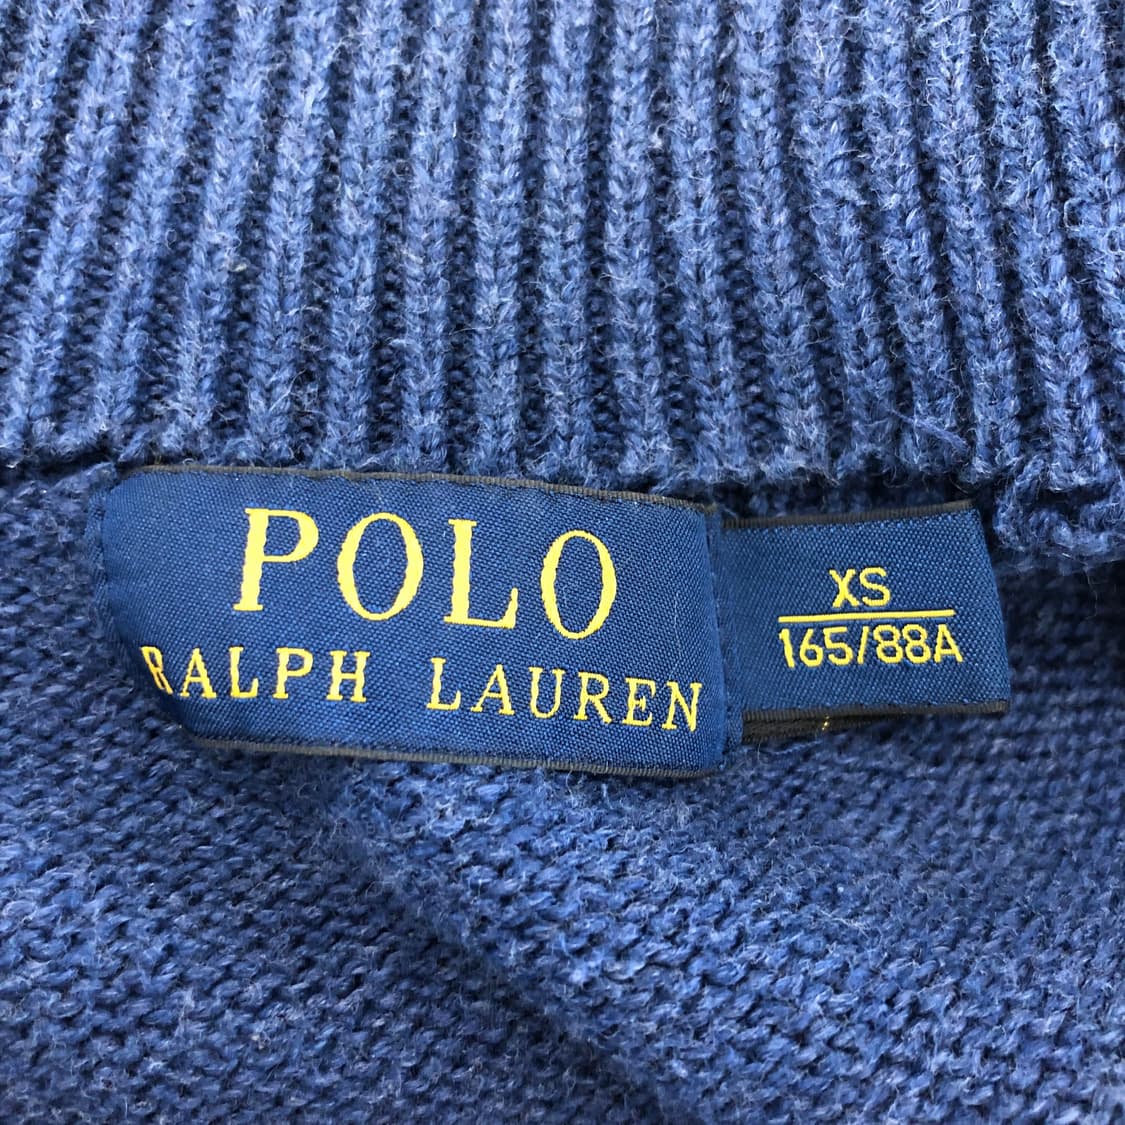 POLO
RALPH LAUREN
XS
165/88A